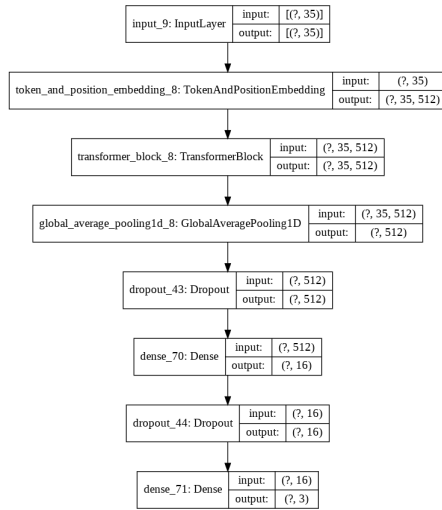 input_9: InputLayer
input: [(?, 35)]
output: [(?, 35)]
token_and_position_embedding_8: TokenAndPositionEmbedding
input: (?, 35)
output: (?, 35, 512)
transformer_block_8: TransformerBlock
input: (?, 35, 512)
output: (?, 35, 512)
global_average_pooling1d_8: GlobalAveragePooling1D
input: (?, 35, 512)
output: (?, 512)
dropout_43: Dropout
input: (?, 512)
output: (?, 512)
dense_70: Dense
input: (?, 512)
output: (?, 16)
dropout_44: Dropout
input: (?, 16)
output: (?, 16)
dense_71: Dense
input: (?, 16)
output: (?, 3)